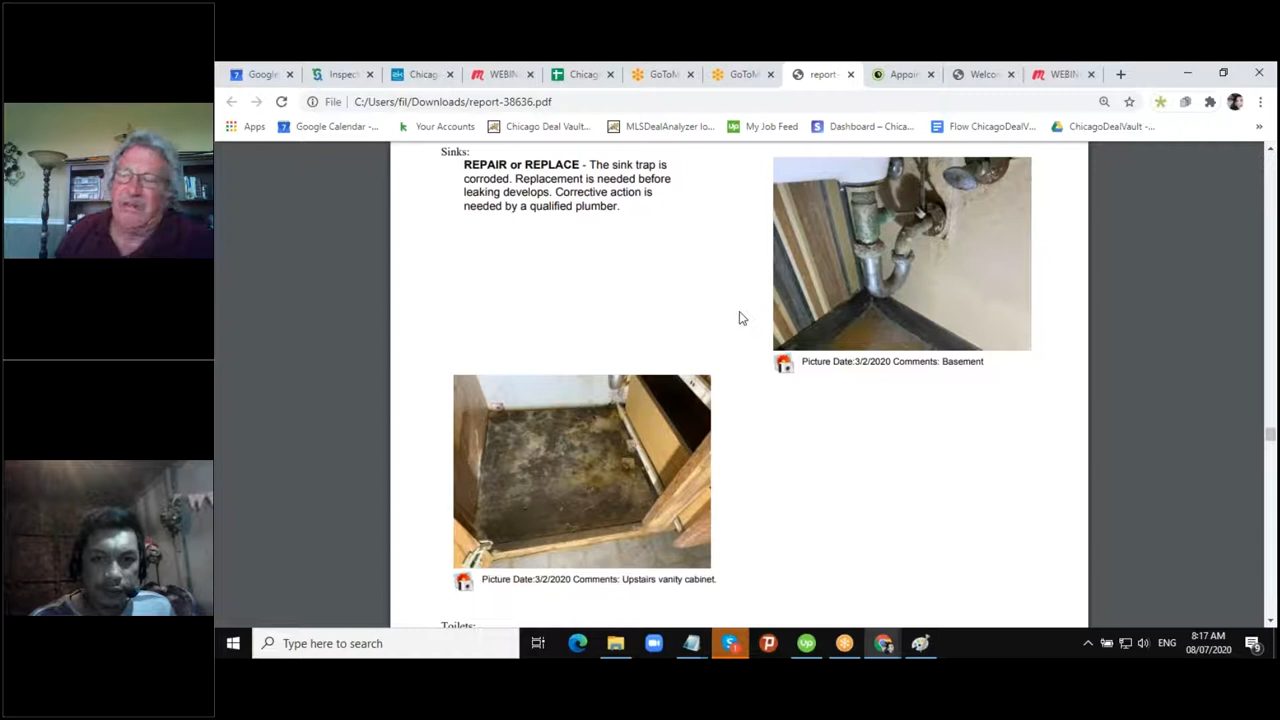 Google
Inspect
Chicag
WEBIN
Chicag
GoToM
GoToM
report-
Appoin
Welcon
WEBIN
File
C:/Users/fil/Downloads/report-38636.pdf
Apps
Google Calendar -...
Your Accounts
Chicago Deal Vault...
MLSDealAnalyzer lo...
My Job Feed
Dashboard – Chica...
Flow ChicagoDealV...
ChicagoDealV...
Sinks:
REPAIR or REPLACE - The sink trap is
corroded. Replacement is needed before
leaking develops. Corrective action is
needed by a qualified plumber.
Picture Date:3/2/2020 Comments: Basement
Picture Date:3/2/2020 Comments: Upstairs vanity cabinet.
Toilets:
Type here to search
ENG
8:17 AM
08/07/2020